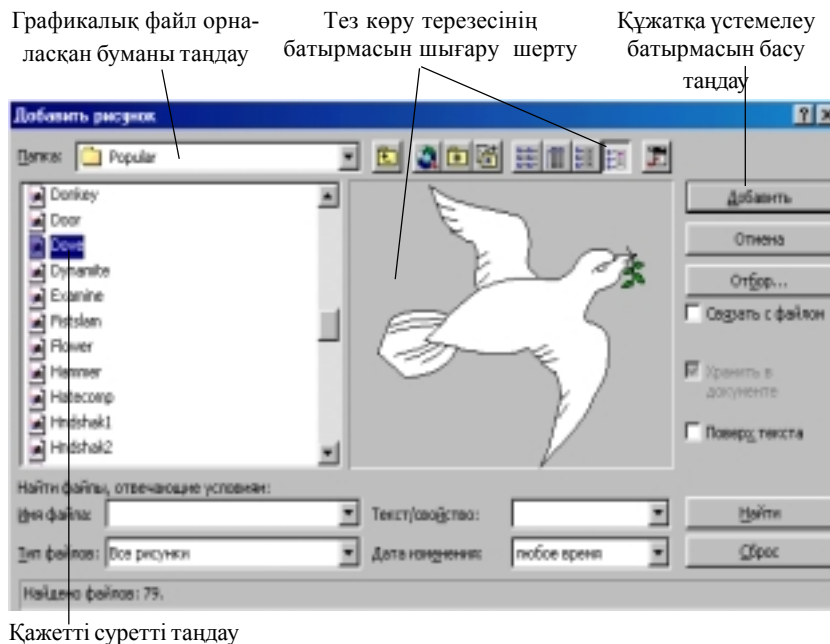 Графикалық файл орна-
ласқан буманы таңдау
Тез көру терезесінің
батырмасын шығару шерту
Құжатқа үстемелеу
батырмасын басу
таңдау
Добавить рисунок
Папка: Popular
Donkey
Door
Dove
Dynamite
Examine
Fistslam
Flower
Hammer
Hatecomp
Hndshak1
Hndshak2
Добавить
Отмена
Отбор...
Связать с файлом
Хранить в
документе
Поверх текста
Найти файлы, отвечающие условиям:
Имя файла: Текст/свойство: Найти
Тип файлов: Все рисунки Дата изменения: любое время Сброс
Найдено файлов: 79.
Қажетті суретті таңдау